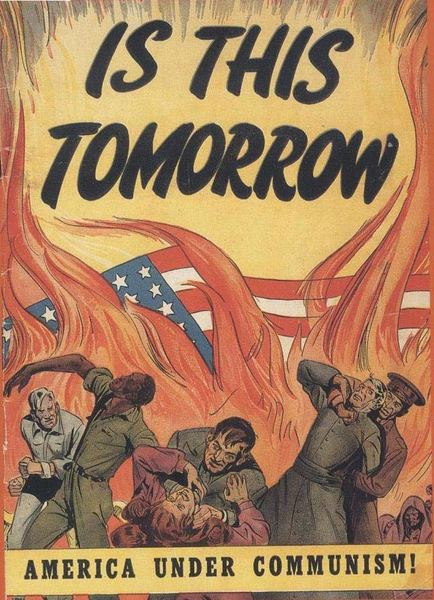 IS THIS
TOMORROW
AMERICA UNDER COMMUNISM!